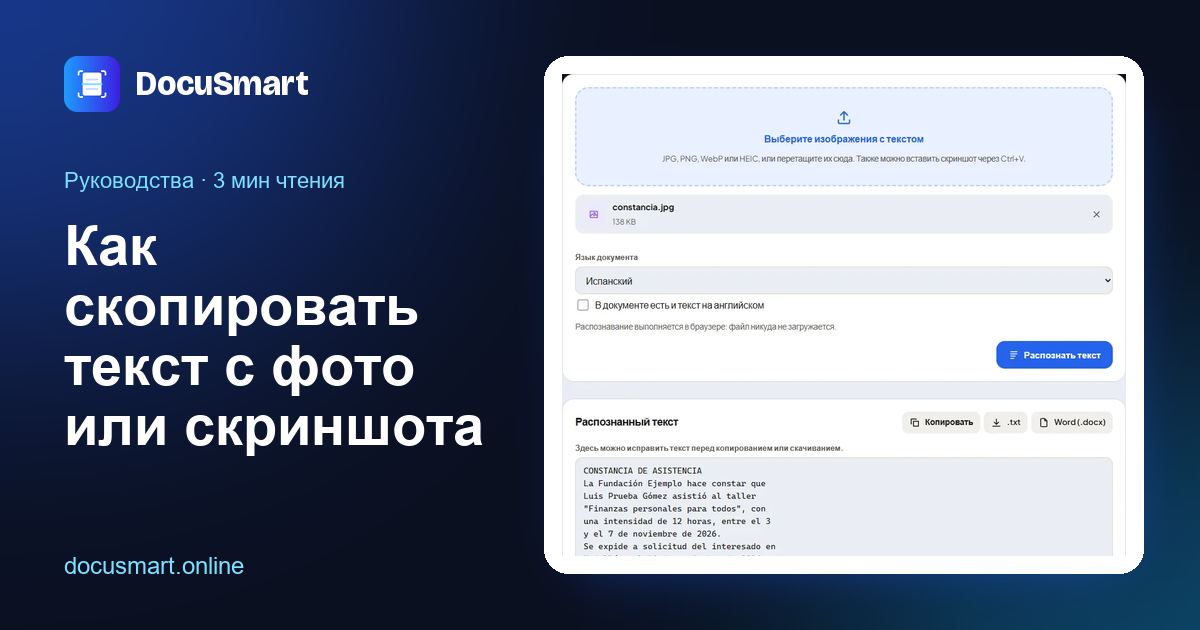 DocuSmart
Руководства · 3 мин чтения
Как
скопировать
текст с фото
или скриншота
docusmart.online
Выберите изображения с текстом
JPG, PNG, WebP или HEIC, или перетащите их сюда. Также можно вставить скриншот через Ctrl+V.
constancia.jpg
138 KB
Язык документа
Испанский
В документе есть и текст на английском
Распознавание выполняется в браузере: файл никуда не загружается.
Распознать текст
Распознанный текст
Копировать
.txt
Word (.docx)
Здесь можно исправить текст перед копированием или скачиванием.
CONSTANCIA DE ASISTENCIA
La Fundación Ejemplo hace constar que
Luis Prueba Gómez asistió al taller
"Finanzas personales para todos", con
una intensidad de 12 horas, entre el 3
y el 7 de noviembre de 2026.
Se expide a solicitud del interesado en